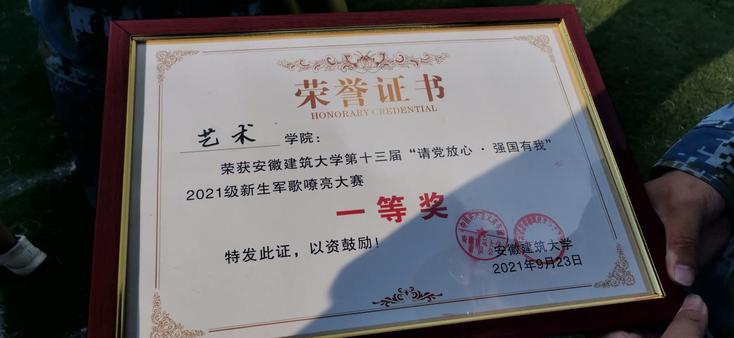 荣誉证书
HONORARY CREDENTIAL
艺术 学院：
荣获安徽建筑大学第十三届“请党放心·强国有我”
2021级新生军歌嘹亮大赛
一等奖
特发此证，以资鼓励！
安徽建筑大学
2021年9月23日